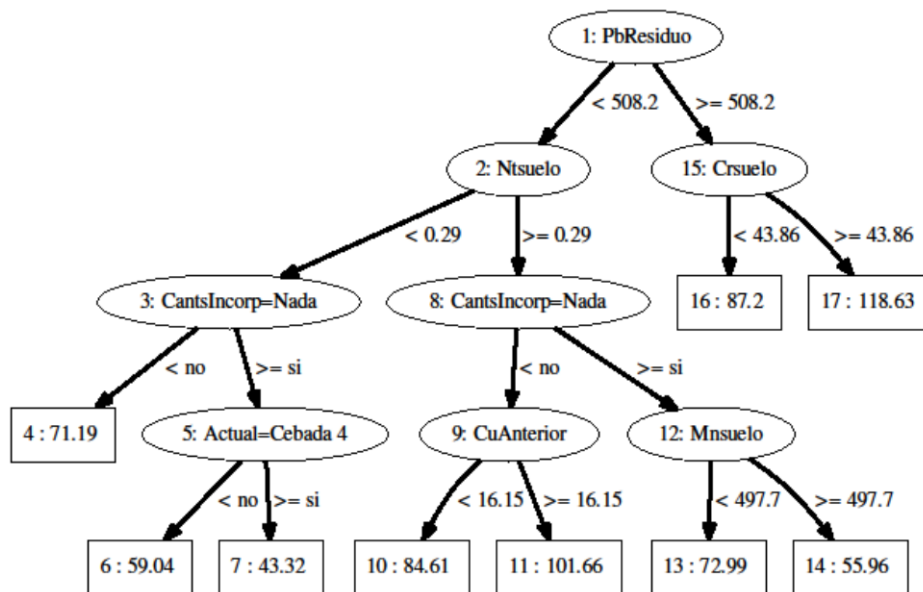 1: PbResiduo
< 508.2 >= 508.2
2: Ntsuelo 15: Crsuelo
< 0.29 >= 0.29 < 43.86 >= 43.86
3: CantsIncorp=Nada 8: CantsIncorp=Nada 16 : 87.2 17 : 118.63
< no >= si < no >= si
4 : 71.19 5: Actual=Cebada 4 9: CuAnterior 12: Mnsuelo
< no >= si < 16.15 >= 16.15 < 497.7 >= 497.7
6 : 59.04 7 : 43.32 10 : 84.61 11 : 101.66 13 : 72.99 14 : 55.96